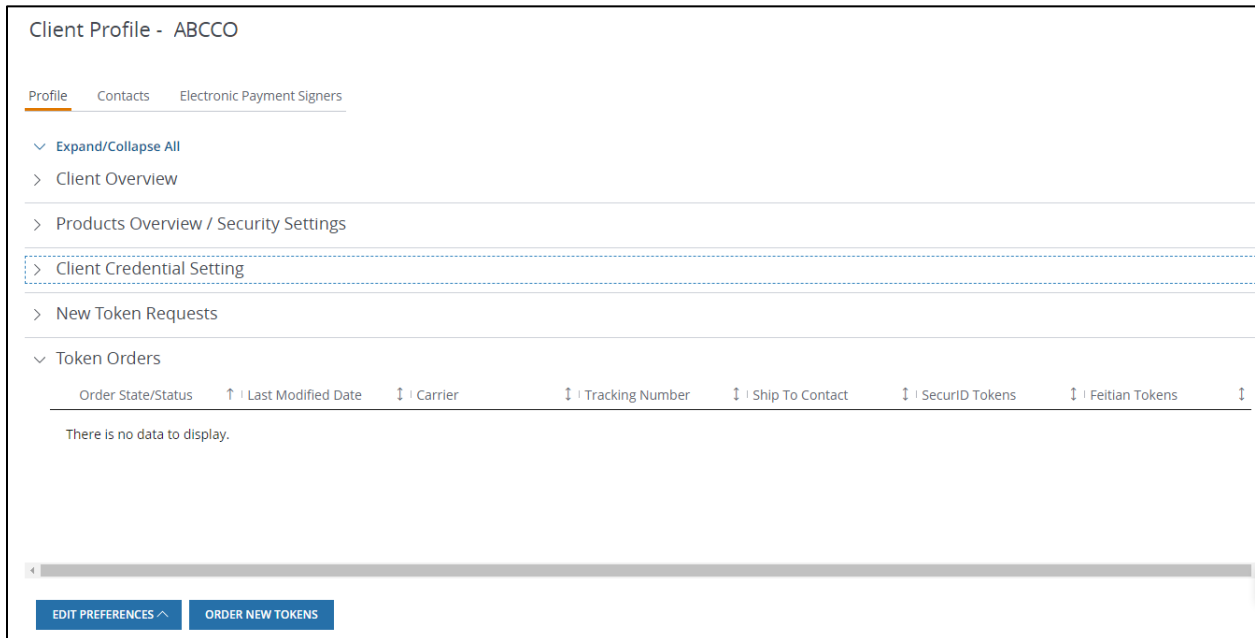 Client Profile - ABCCO
Profile Contacts Electronic Payment Signers
Expand/Collapse All
Client Overview
Products Overview / Security Settings
Client Credential Setting
New Token Requests
Token Orders
Order State/Status Last Modified Date Carrier Tracking Number Ship To Contact SecurID Tokens Feitian Tokens
There is no data to display.
EDIT PREFERENCES ORDER NEW TOKENS